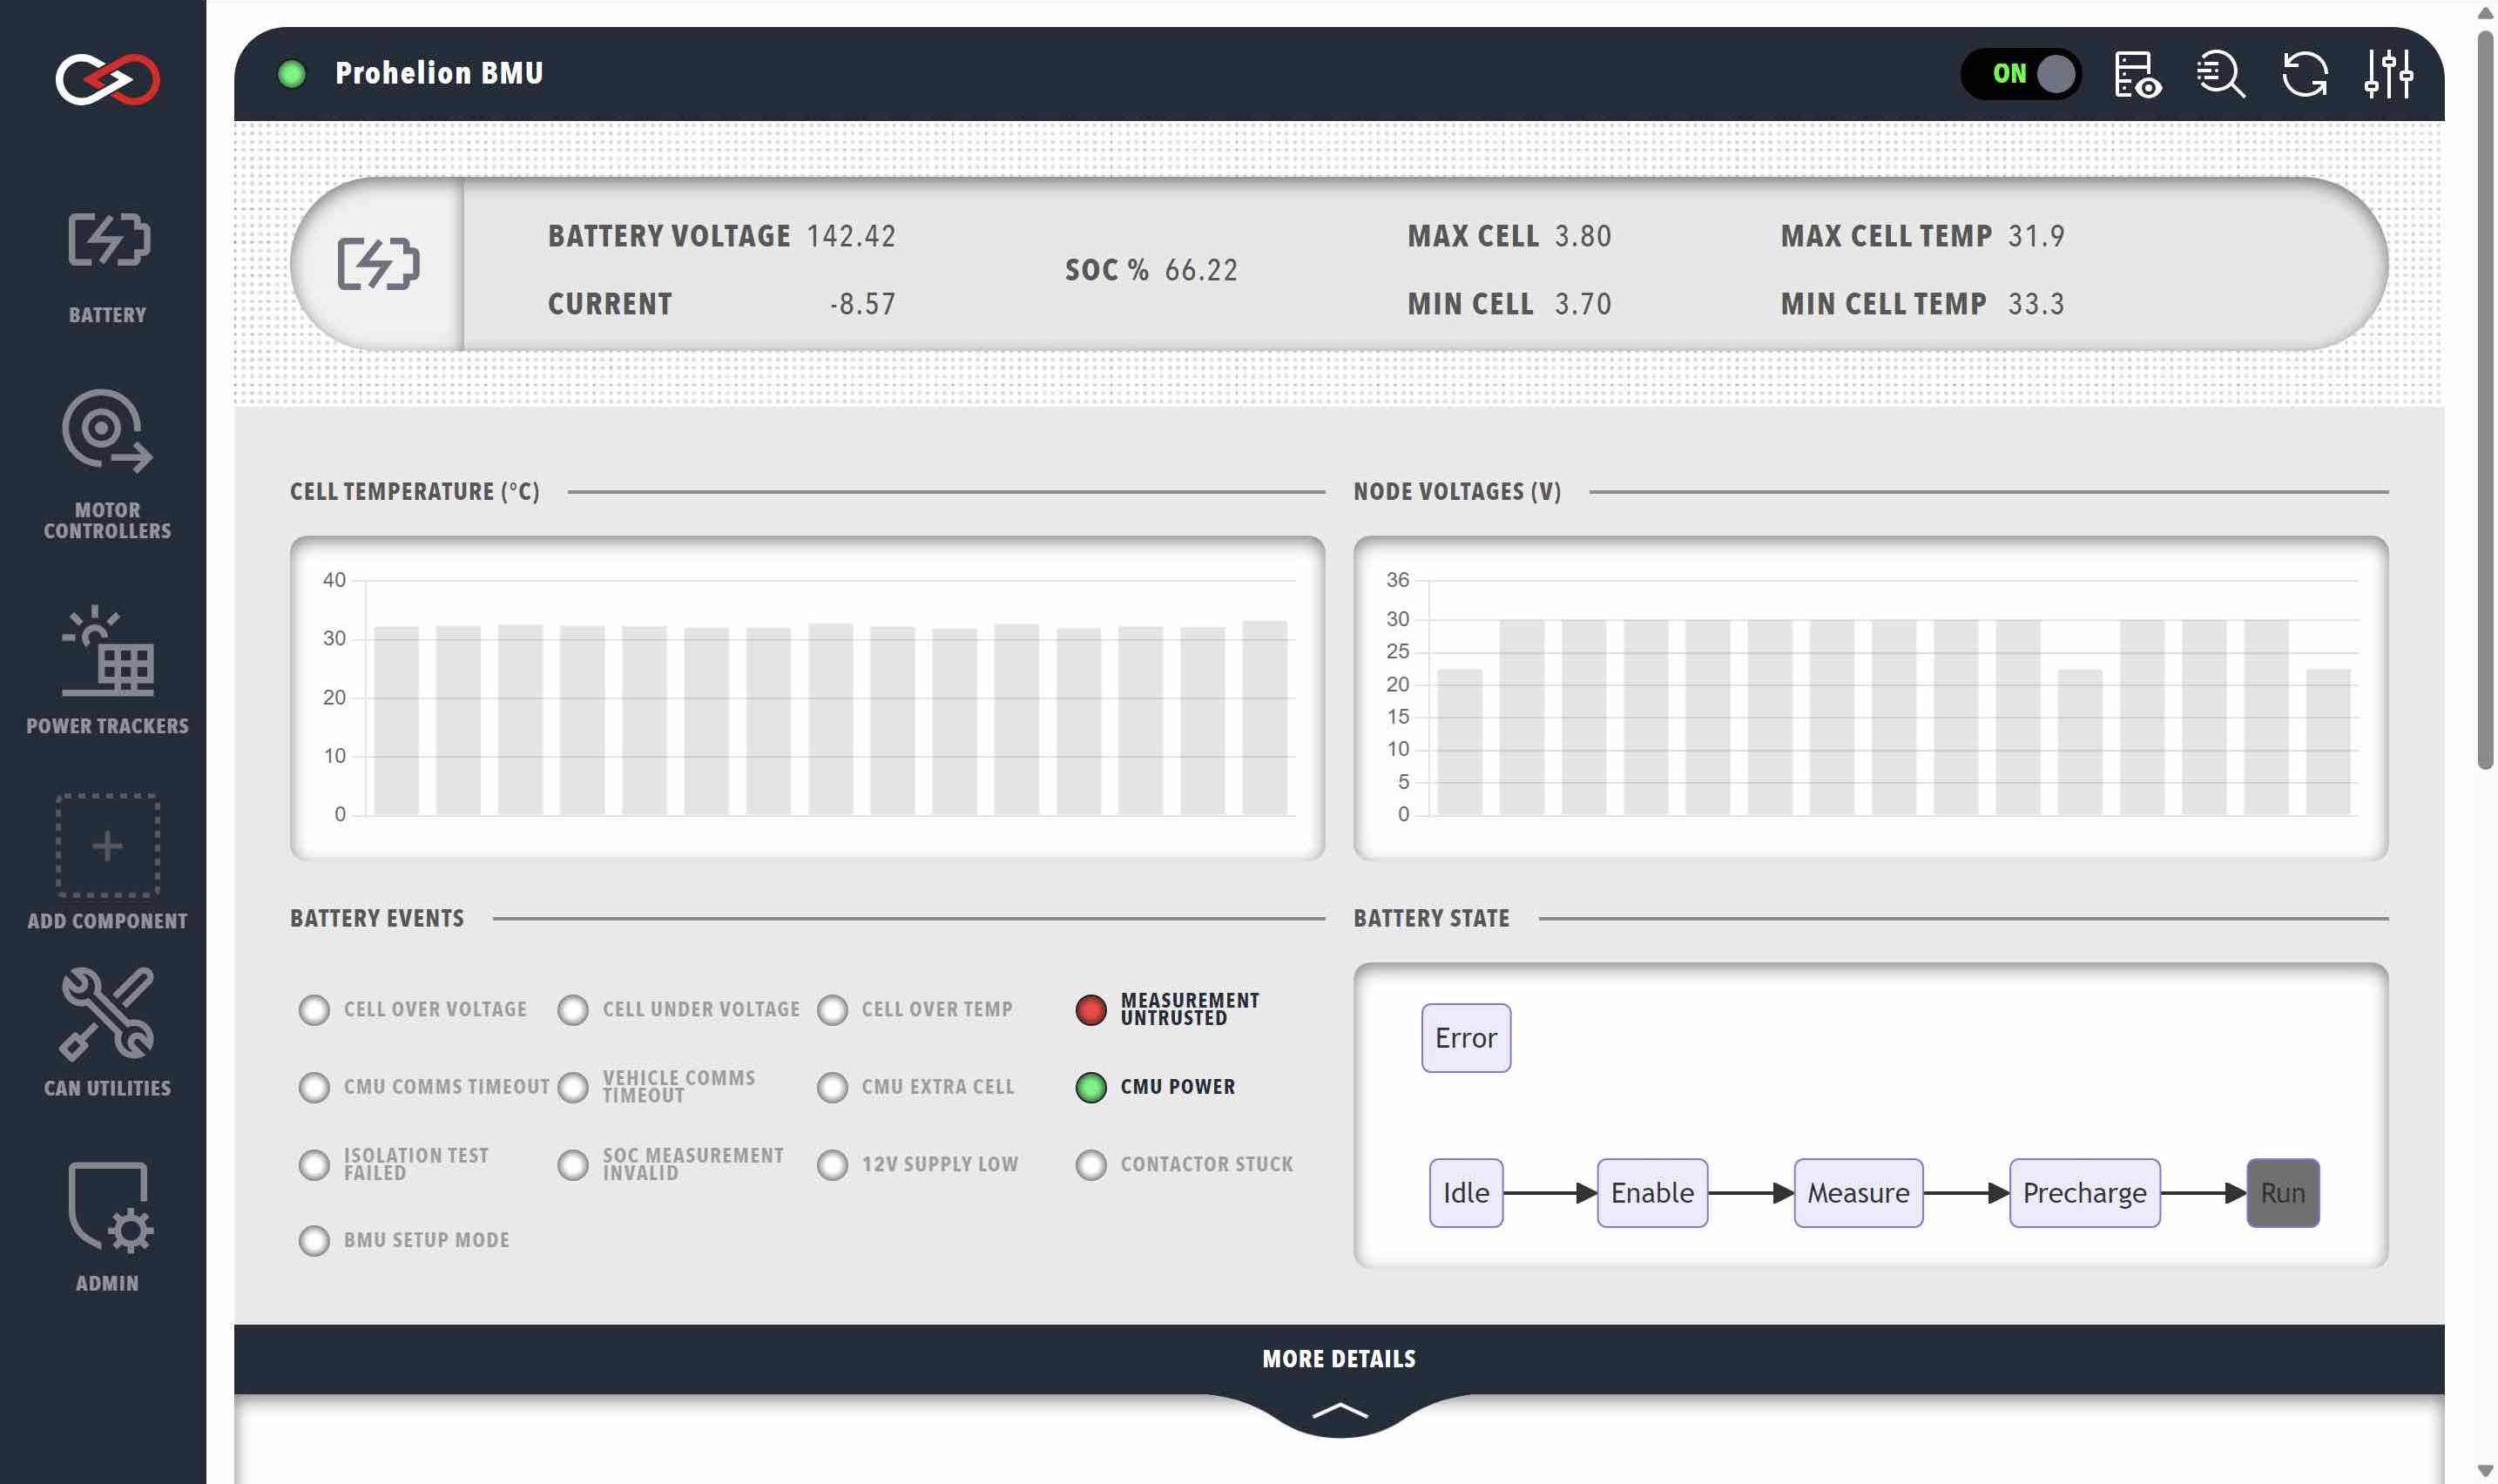 Prohelion BMU
ON
BATTERY
MOTOR
CONTROLLERS
POWER TRACKERS
ADD COMPONENT
CAN UTILITIES
ADMIN
BATTERY VOLTAGE 142.42
CURRENT -8.57
SOC % 66.22
MAX CELL 3.80
MIN CELL 3.70
MAX CELL TEMP 31.9
MIN CELL TEMP 33.3
CELL TEMPERATURE (°C)
40
30
20
10
0
NODE VOLTAGES (V)
36
30
25
20
15
10
5
0
BATTERY EVENTS
CELL OVER VOLTAGE
CELL UNDER VOLTAGE
CELL OVER TEMP
MEASUREMENT
UNTRUSTED
CMU COMMS TIMEOUT
VEHICLE COMMS
TIMEOUT
CMU EXTRA CELL
CMU POWER
ISOLATION TEST
FAILED
SOC MEASUREMENT
INVALID
12V SUPPLY LOW
CONTACTOR STUCK
BMU SETUP MODE
BATTERY STATE
Error
Idle
Enable
Measure
Precharge
Run
MORE DETAILS